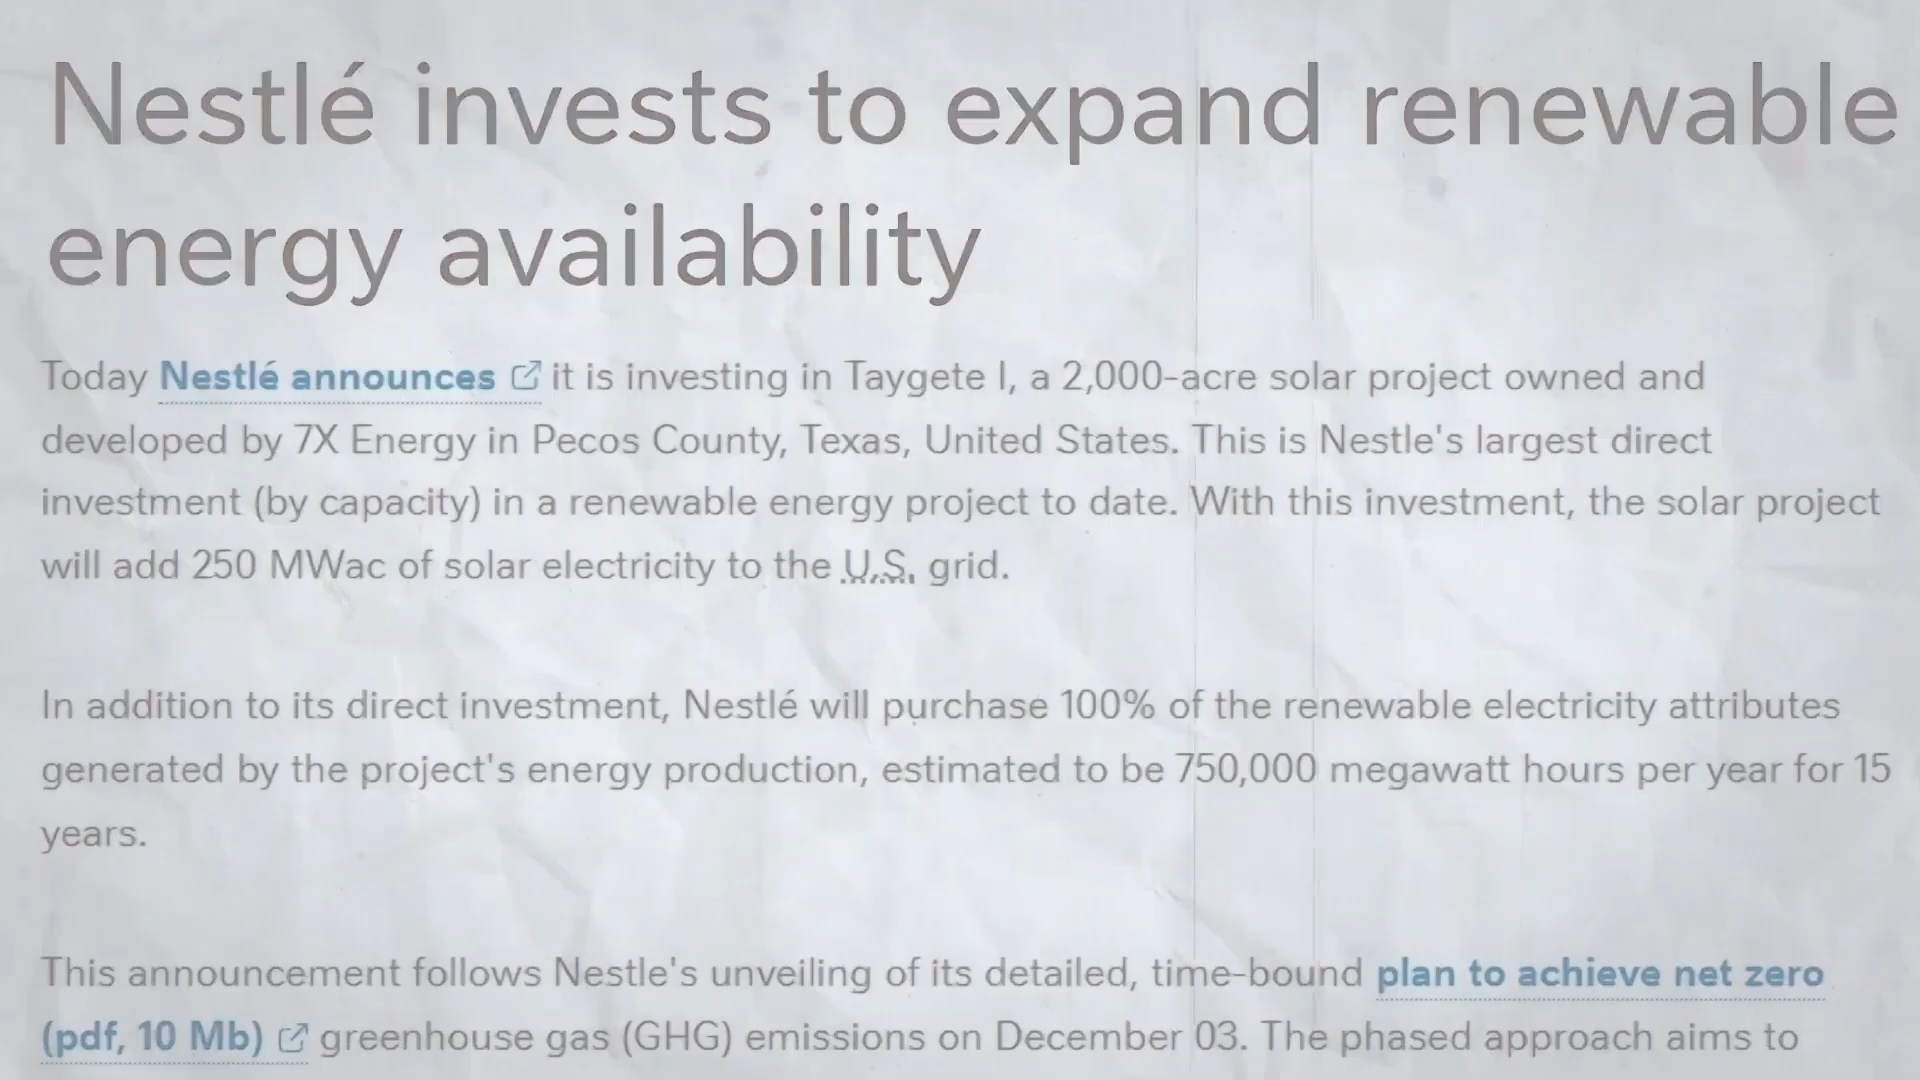 Nestlé invests to expand renewable
energy availability
Today Nestlé announces it is investing in Taygete I, a 2,000-acre solar project owned and
developed by 7X Energy in Pecos County, Texas, United States. This is Nestle's largest direct
investment (by capacity) in a renewable energy project to date. With this investment, the solar project
will add 250 MWac of solar electricity to the U.S. grid.
In addition to its direct investment, Nestlé will purchase 100% of the renewable electricity attributes
generated by the project's energy production, estimated to be 750,000 megawatt hours per year for 15
years.
This announcement follows Nestle's unveiling of its detailed, time-bound plan to achieve net zero
(pdf, 10 Mb) greenhouse gas (GHG) emissions on December 03. The phased approach aims to